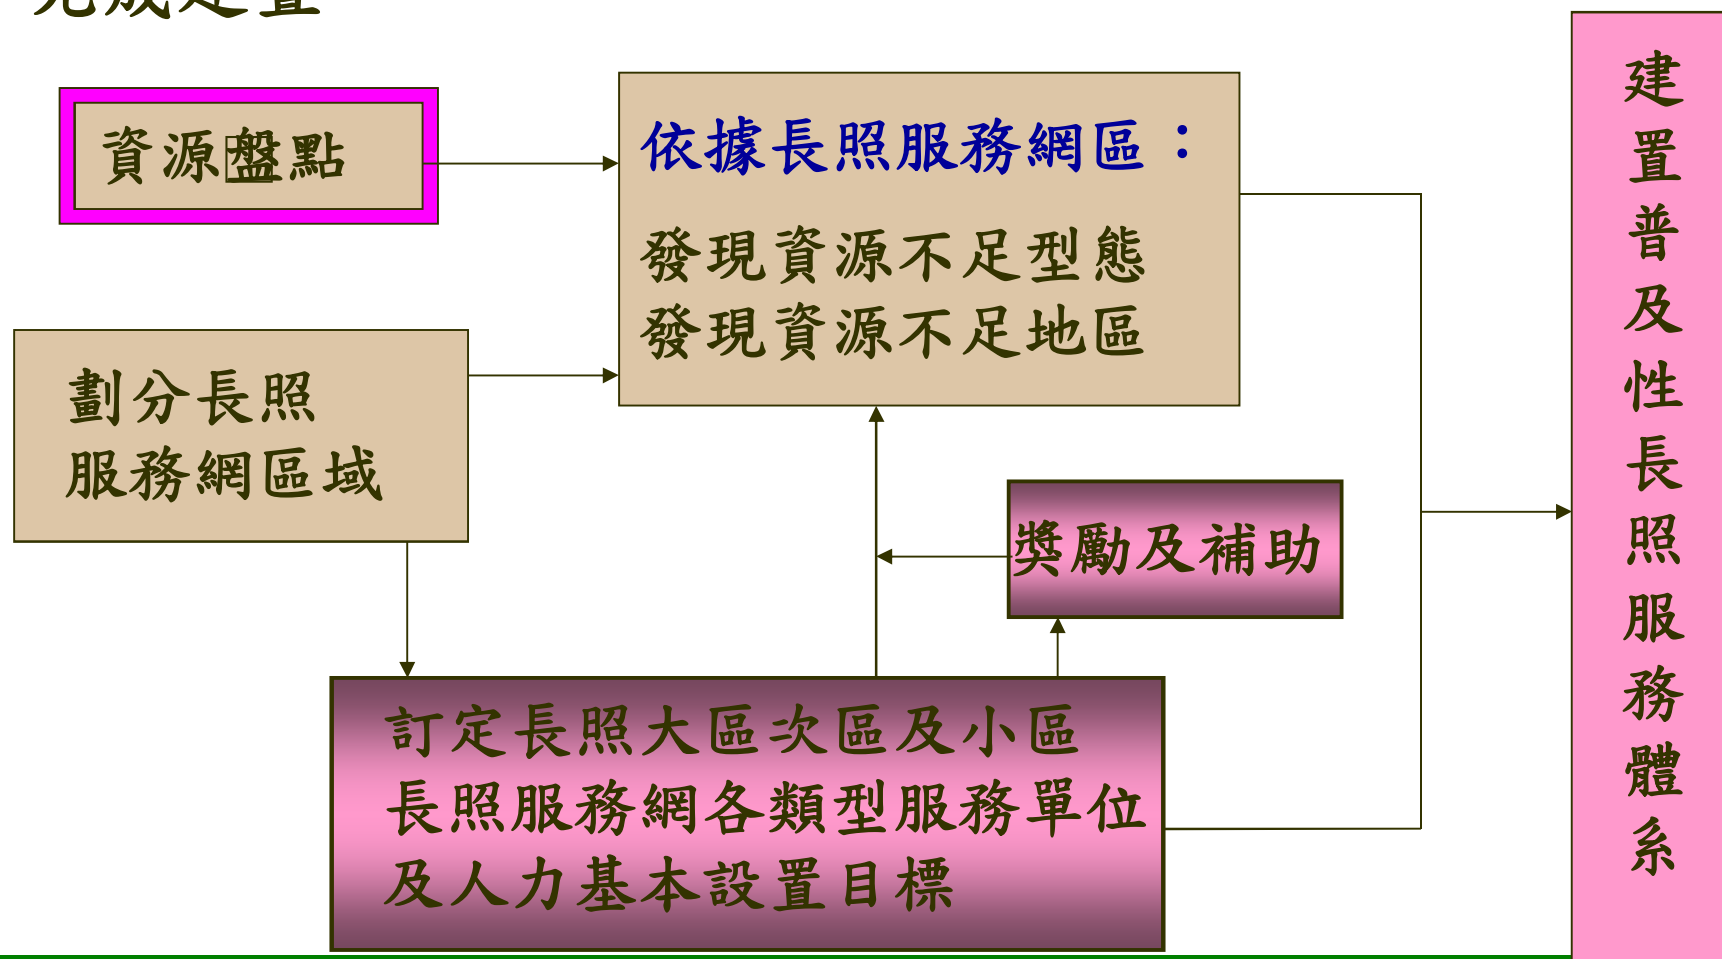 資源盤點
依據長照服務網區：
發現資源不足型態
發現資源不足地區
劃分長照
服務網區域
獎勵及補助
訂定長照大區次區及小區
長照服務網各類型服務單位
及人力基本設置目標
建置普及性長照服務體系